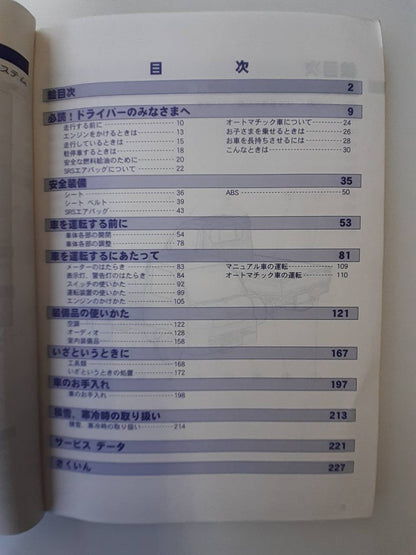 ステム
目 次
絵目次 2
必読！ドライバーのみなさまへ 9
走行する前に 10
エンジンをかけるときは 13
走行しているときは 15
駐停車するときは 18
安全な燃料給油のために 20
SRSエアバッグについて 22
オートマチック車について 24
お子さまを乗せるときは 26
お車を長持ちさせるには 28
こんなときは 30
安全装備 35
シート 36
シート ベルト 39
SRSエアバッグ 43
ABS 50
車を運転する前に 53
車体各部の開閉 54
車体各部の調整 78
車を運転するにあたって 81
メーターのはたらき 83
表示灯、警告灯のはたらき 84
スイッチの使いかた 92
運転装置の使いかた 99
エンジンのかけかた 105
マニュアル車の運転 109
オートマチック車の運転 110
装備品の使いかた 121
空調 122
オーディオ 128
室内装備品 158
いざというときに 167
工具類 168
いざというときの処置 172
車のお手入れ 197
車のお手入れ 198
積雪、寒冷時の取り扱い 213
積雪、寒冷時の取り扱い 214
サービス データ 221
さくいん 227